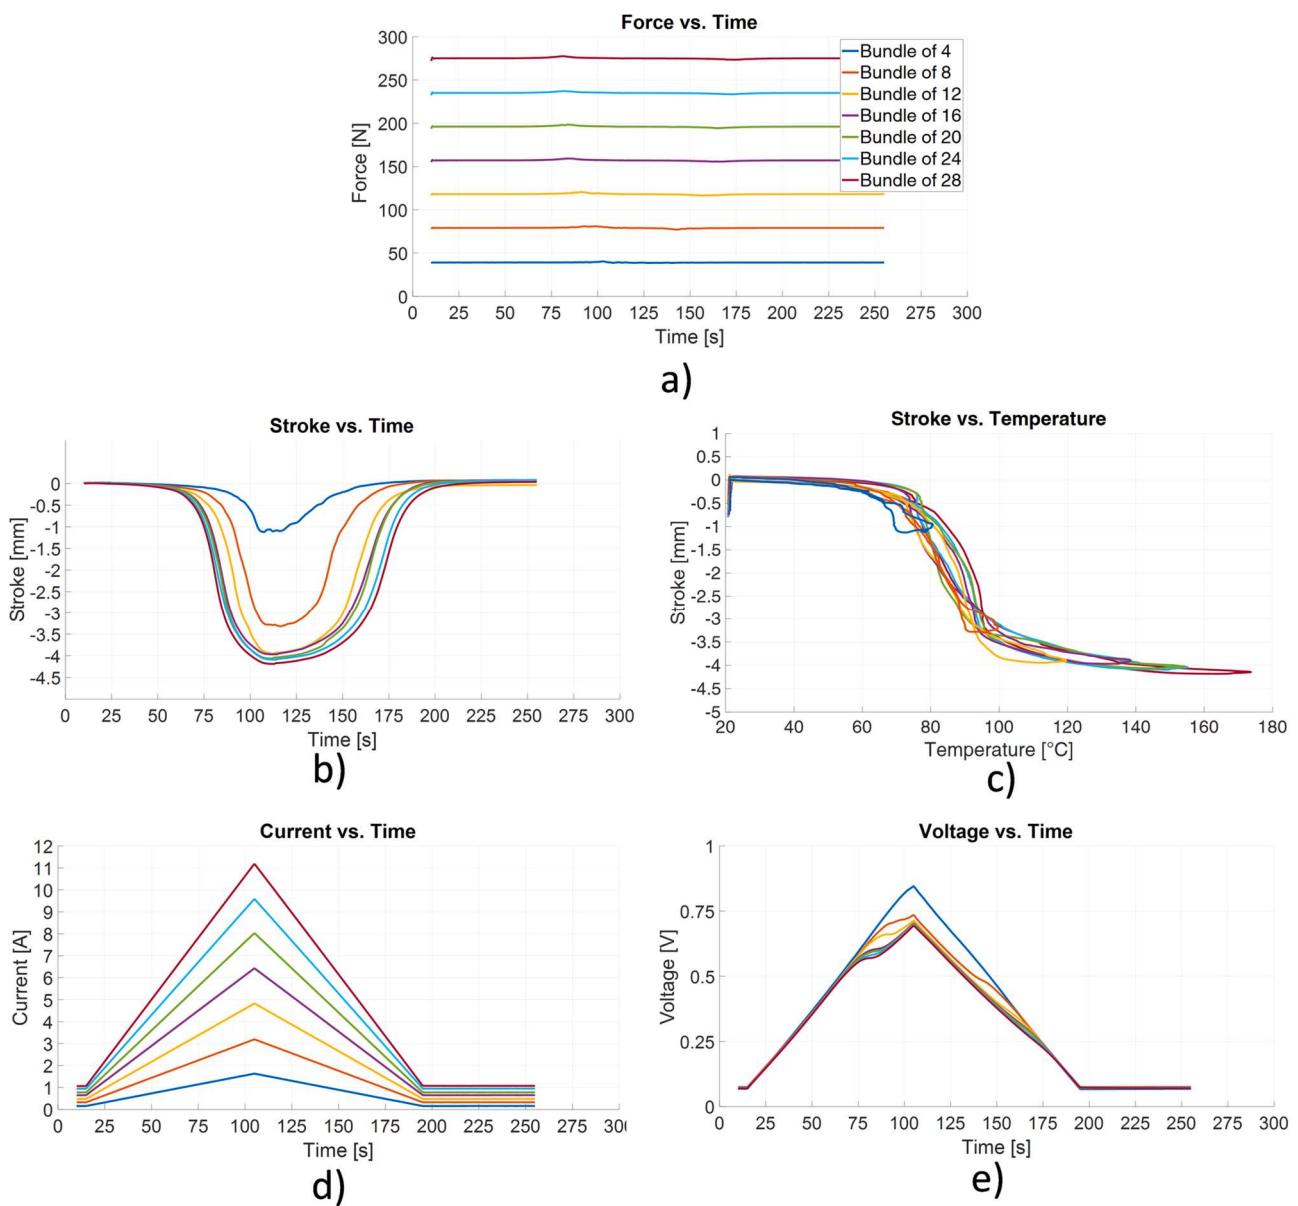 Force vs. Time
300
250
200
150
100
50
0
Force [N]
Bundle of 4
Bundle of 8
Bundle of 12
Bundle of 16
Bundle of 20
Bundle of 24
Bundle of 28
0 25 50 75 100 125 150 175 200 225 250 275 300
Time [s]
a)
Stroke vs. Time
0
-0.5
-1
-1.5
-2
-2.5
-3
-3.5
-4
-4.5
Stroke [mm]
0 25 50 75 100 125 150 175 200 225 250 275 300
Time [s]
b)
Stroke vs. Temperature
1
0.5
0
-0.5
-1
-1.5
-2
-2.5
-3
-3.5
-4
-4.5
-5
Stroke [mm]
20 40 60 80 100 120 140 160 180
Temperature [°C]
c)
Current vs. Time
12
11
10
9
8
7
6
5
4
3
2
1
0
Current [A]
0 25 50 75 100 125 150 175 200 225 250 275 300
Time [s]
d)
Voltage vs. Time
1
0.75
0.5
0.25
0
Voltage [V]
0 25 50 75 100 125 150 175 200 225 250 275 300
Time [s]
e)